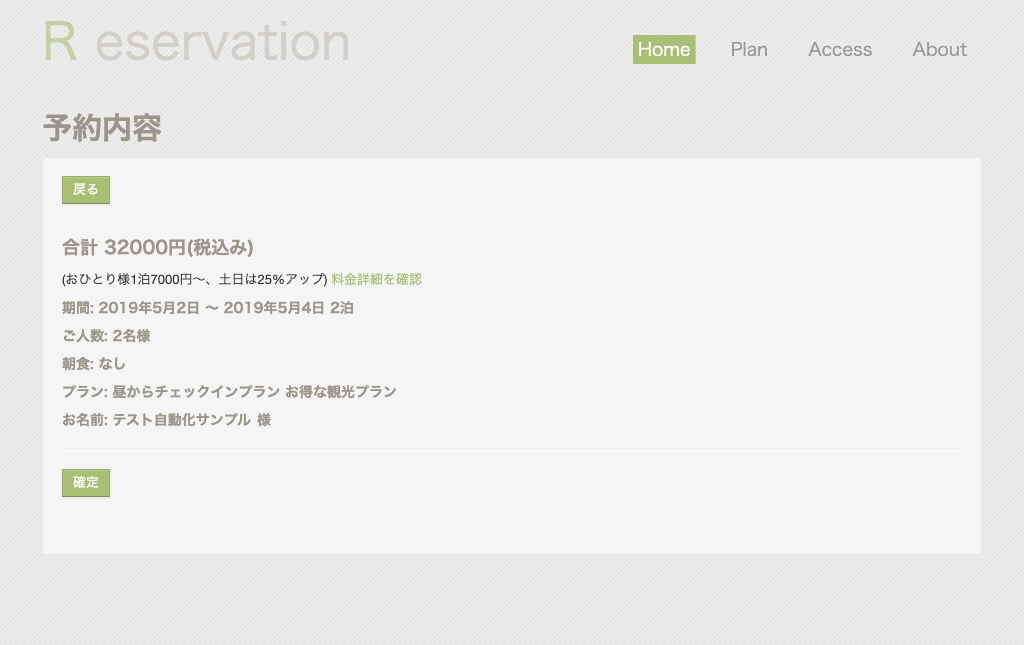 R eservation
Home Plan Access About
予約内容
戻る
合計 32000円(税込み)
(おひとり様1泊7000円〜、土日は25%アップ) 料金詳細を確認
期間: 2019年5月2日 〜 2019年5月4日 2泊
ご人数: 2名様
朝食: なし
プラン: 昼からチェックインプラン お得な観光プラン
お名前: テスト自動化サンプル 様
確定